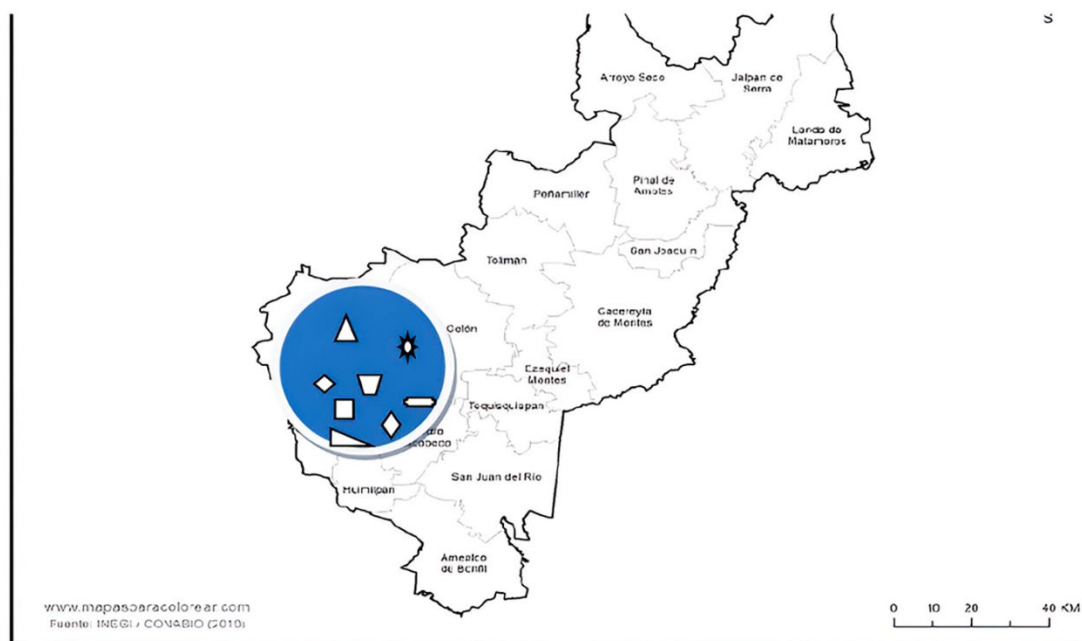 S
Arroyo Seco
Jalpan de
Serra
Landa de
Matamoros
Peñamiller
Pinal de
Amoles
San Joaquin
Toliman
Cadereyta
de Montes
Colón
Ezequiel
Montes
Tequisquiapan
San Juan del Río
Huimilpan
Amealco
de Bonfil
www.mapasparacolorear.com
Fuente: INEGI / CONABIO (2010)
0 10 20 40 KM